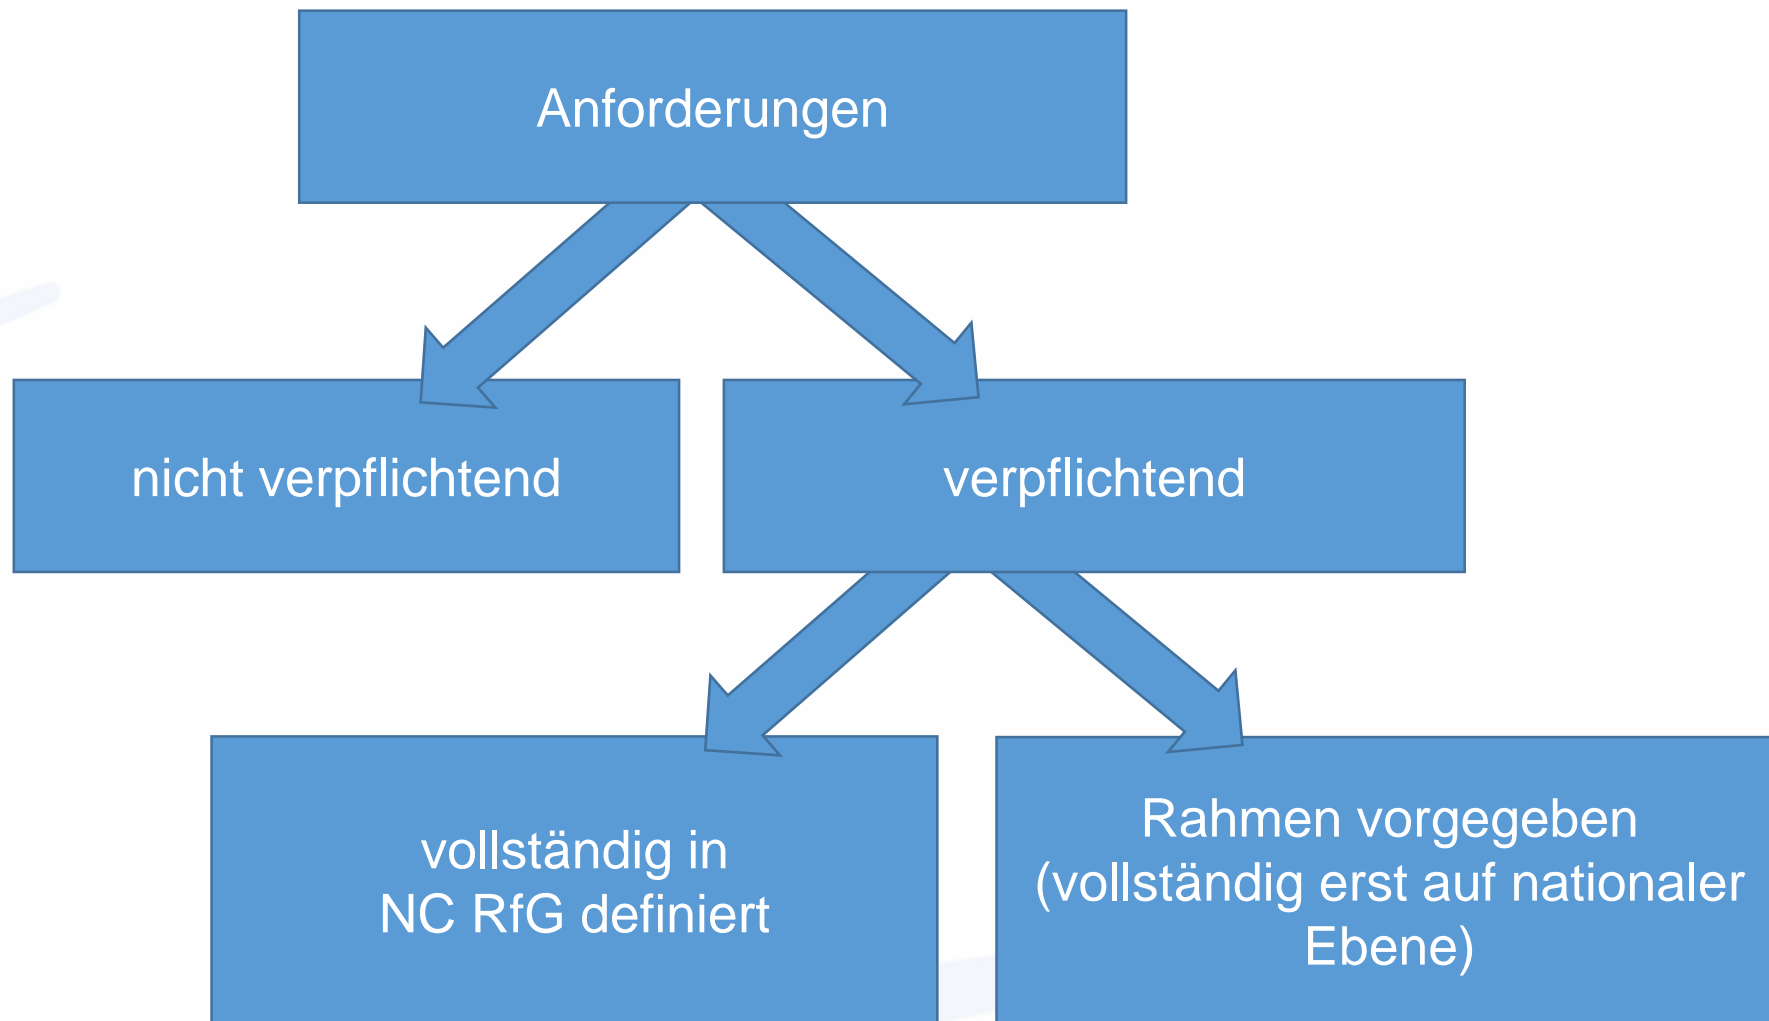 Anforderungen
nicht verpflichtend
verpflichtend
vollständig in
NC RfG definiert
Rahmen vorgegeben
(vollständig erst auf nationaler
Ebene)